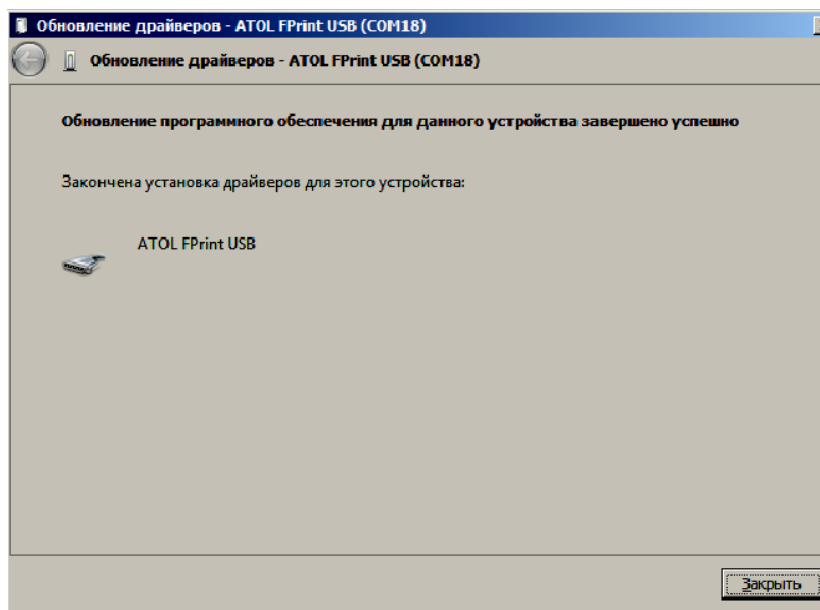 Обновление драйверов - ATOL FPrint USB (COM18)
Обновление драйверов - ATOL FPrint USB (COM18)
Обновление программного обеспечения для данного устройства завершено успешно
Закончена установка драйверов для этого устройства:
ATOL FPrint USB
Закрыть